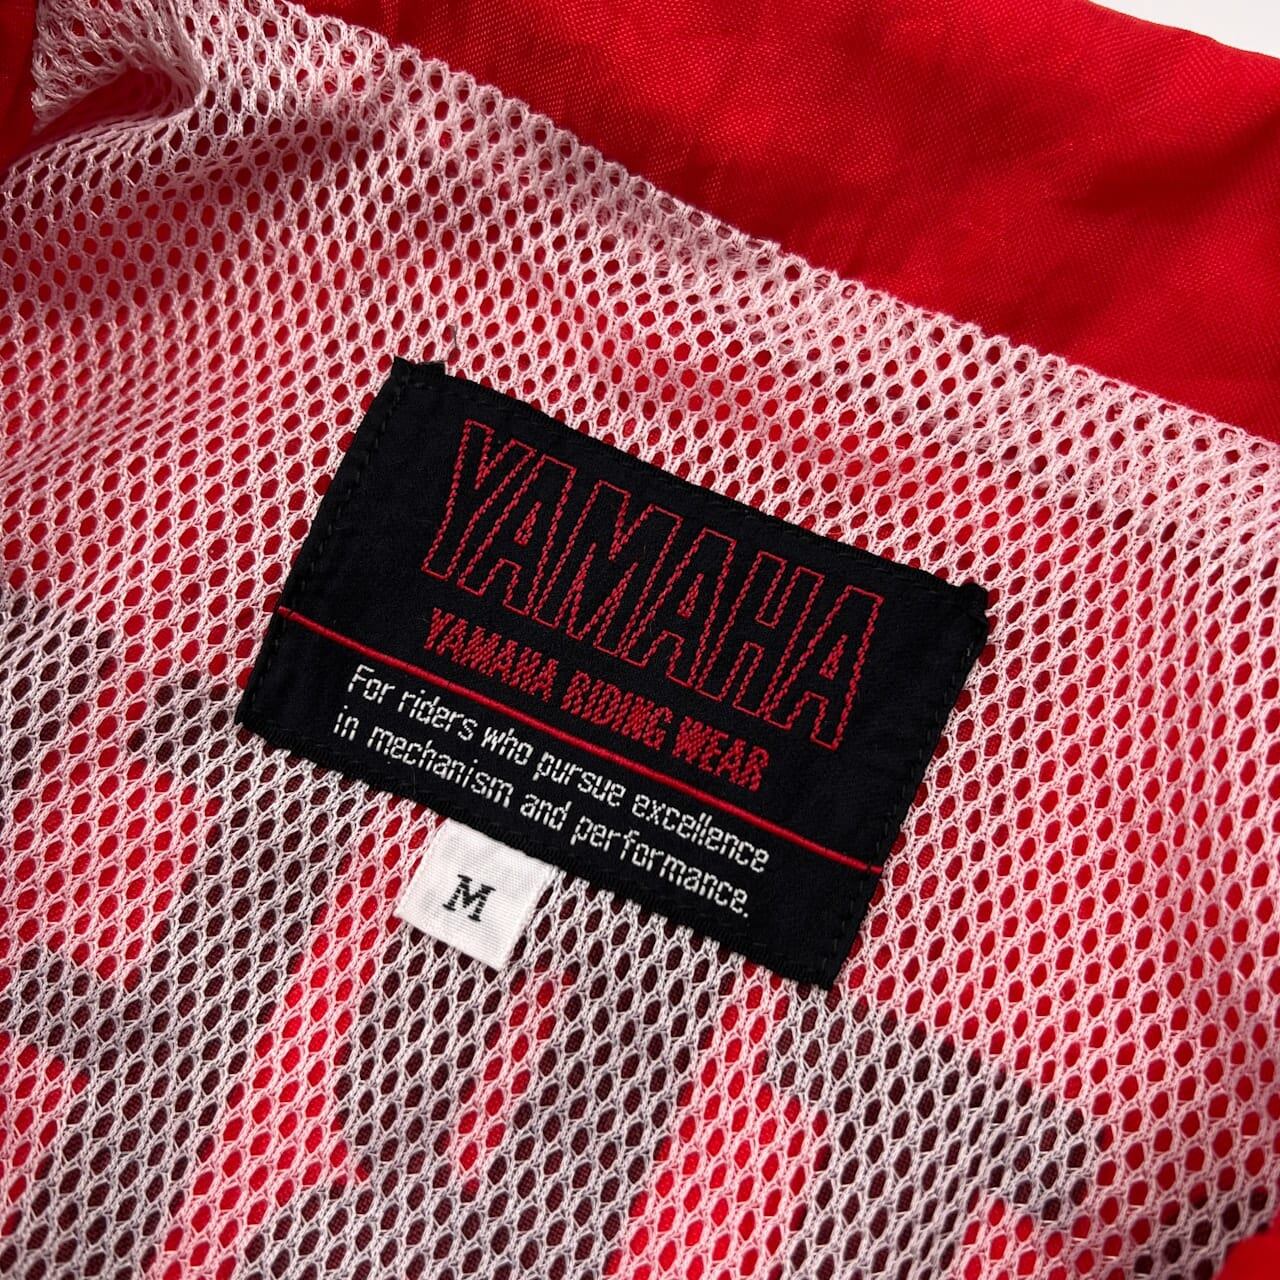 YAMAHA
YAMAHA RIDING WEAR
For riders who pursue excellence
in mechanism and performance.
M